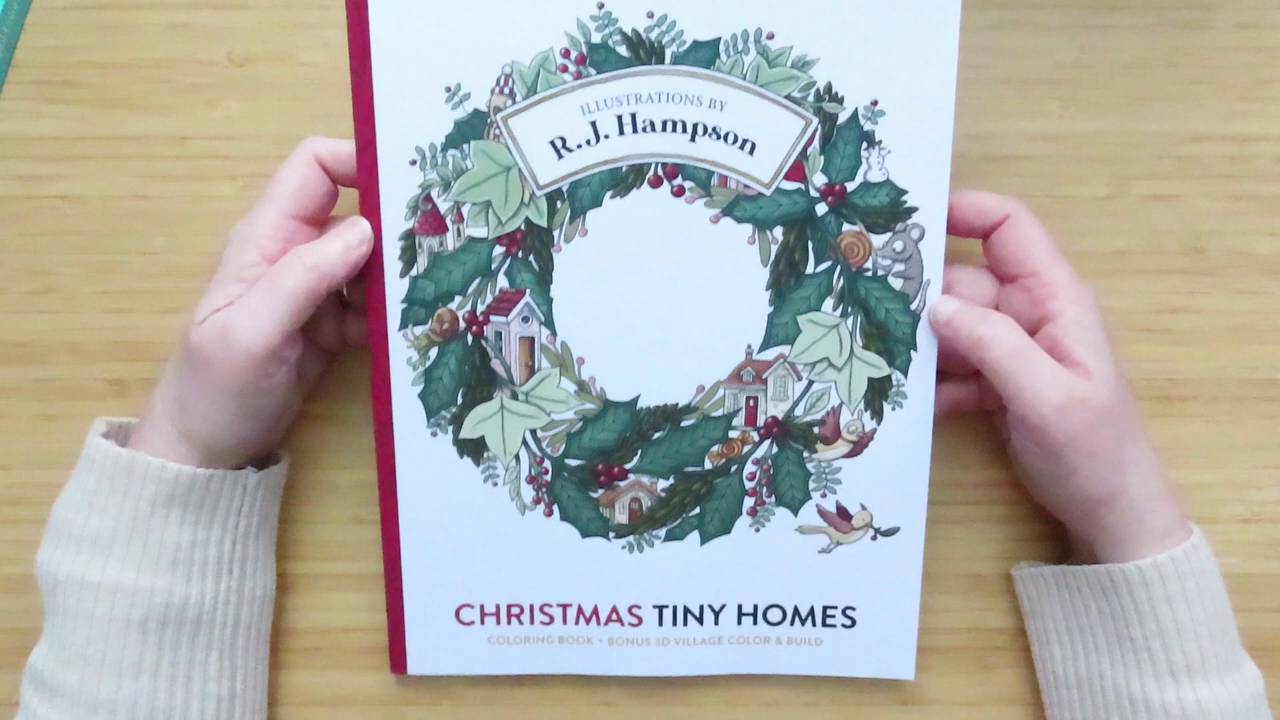 ILLUSTRATIONS BY
R.J. Hampson
CHRISTMAS TINY HOMES
COLORING BOOK • BONUS 3D VILLAGE COLOR & BUILD